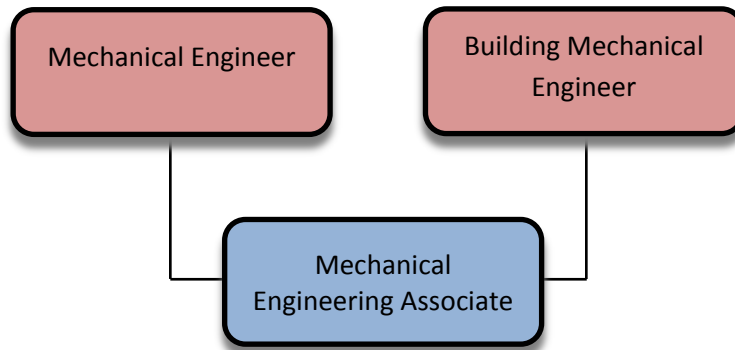 Mechanical Engineer
Building Mechanical
Engineer
Mechanical
Engineering Associate